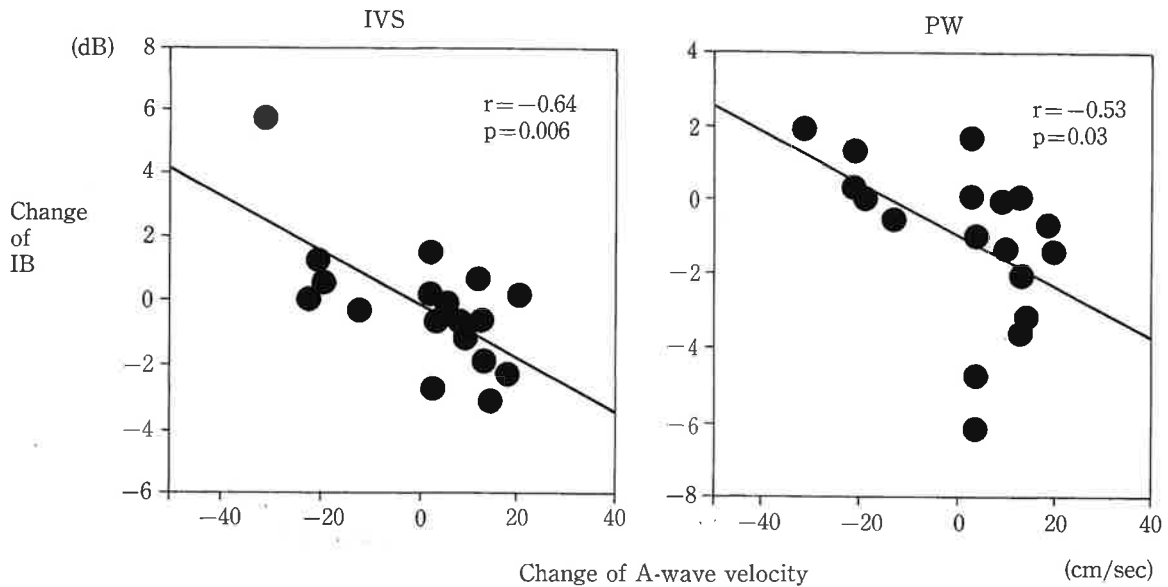 IVS
(dB)
8
6
4
2
0
−2
−4
−6
r=−0.64
p=0.006
−40 −20 0 20 40
Change
of
IB
PW
4
2
0
−2
−4
−6
−8
r=−0.53
p=0.03
−40 −20 0 20 40
Change of A-wave velocity
(cm/sec)